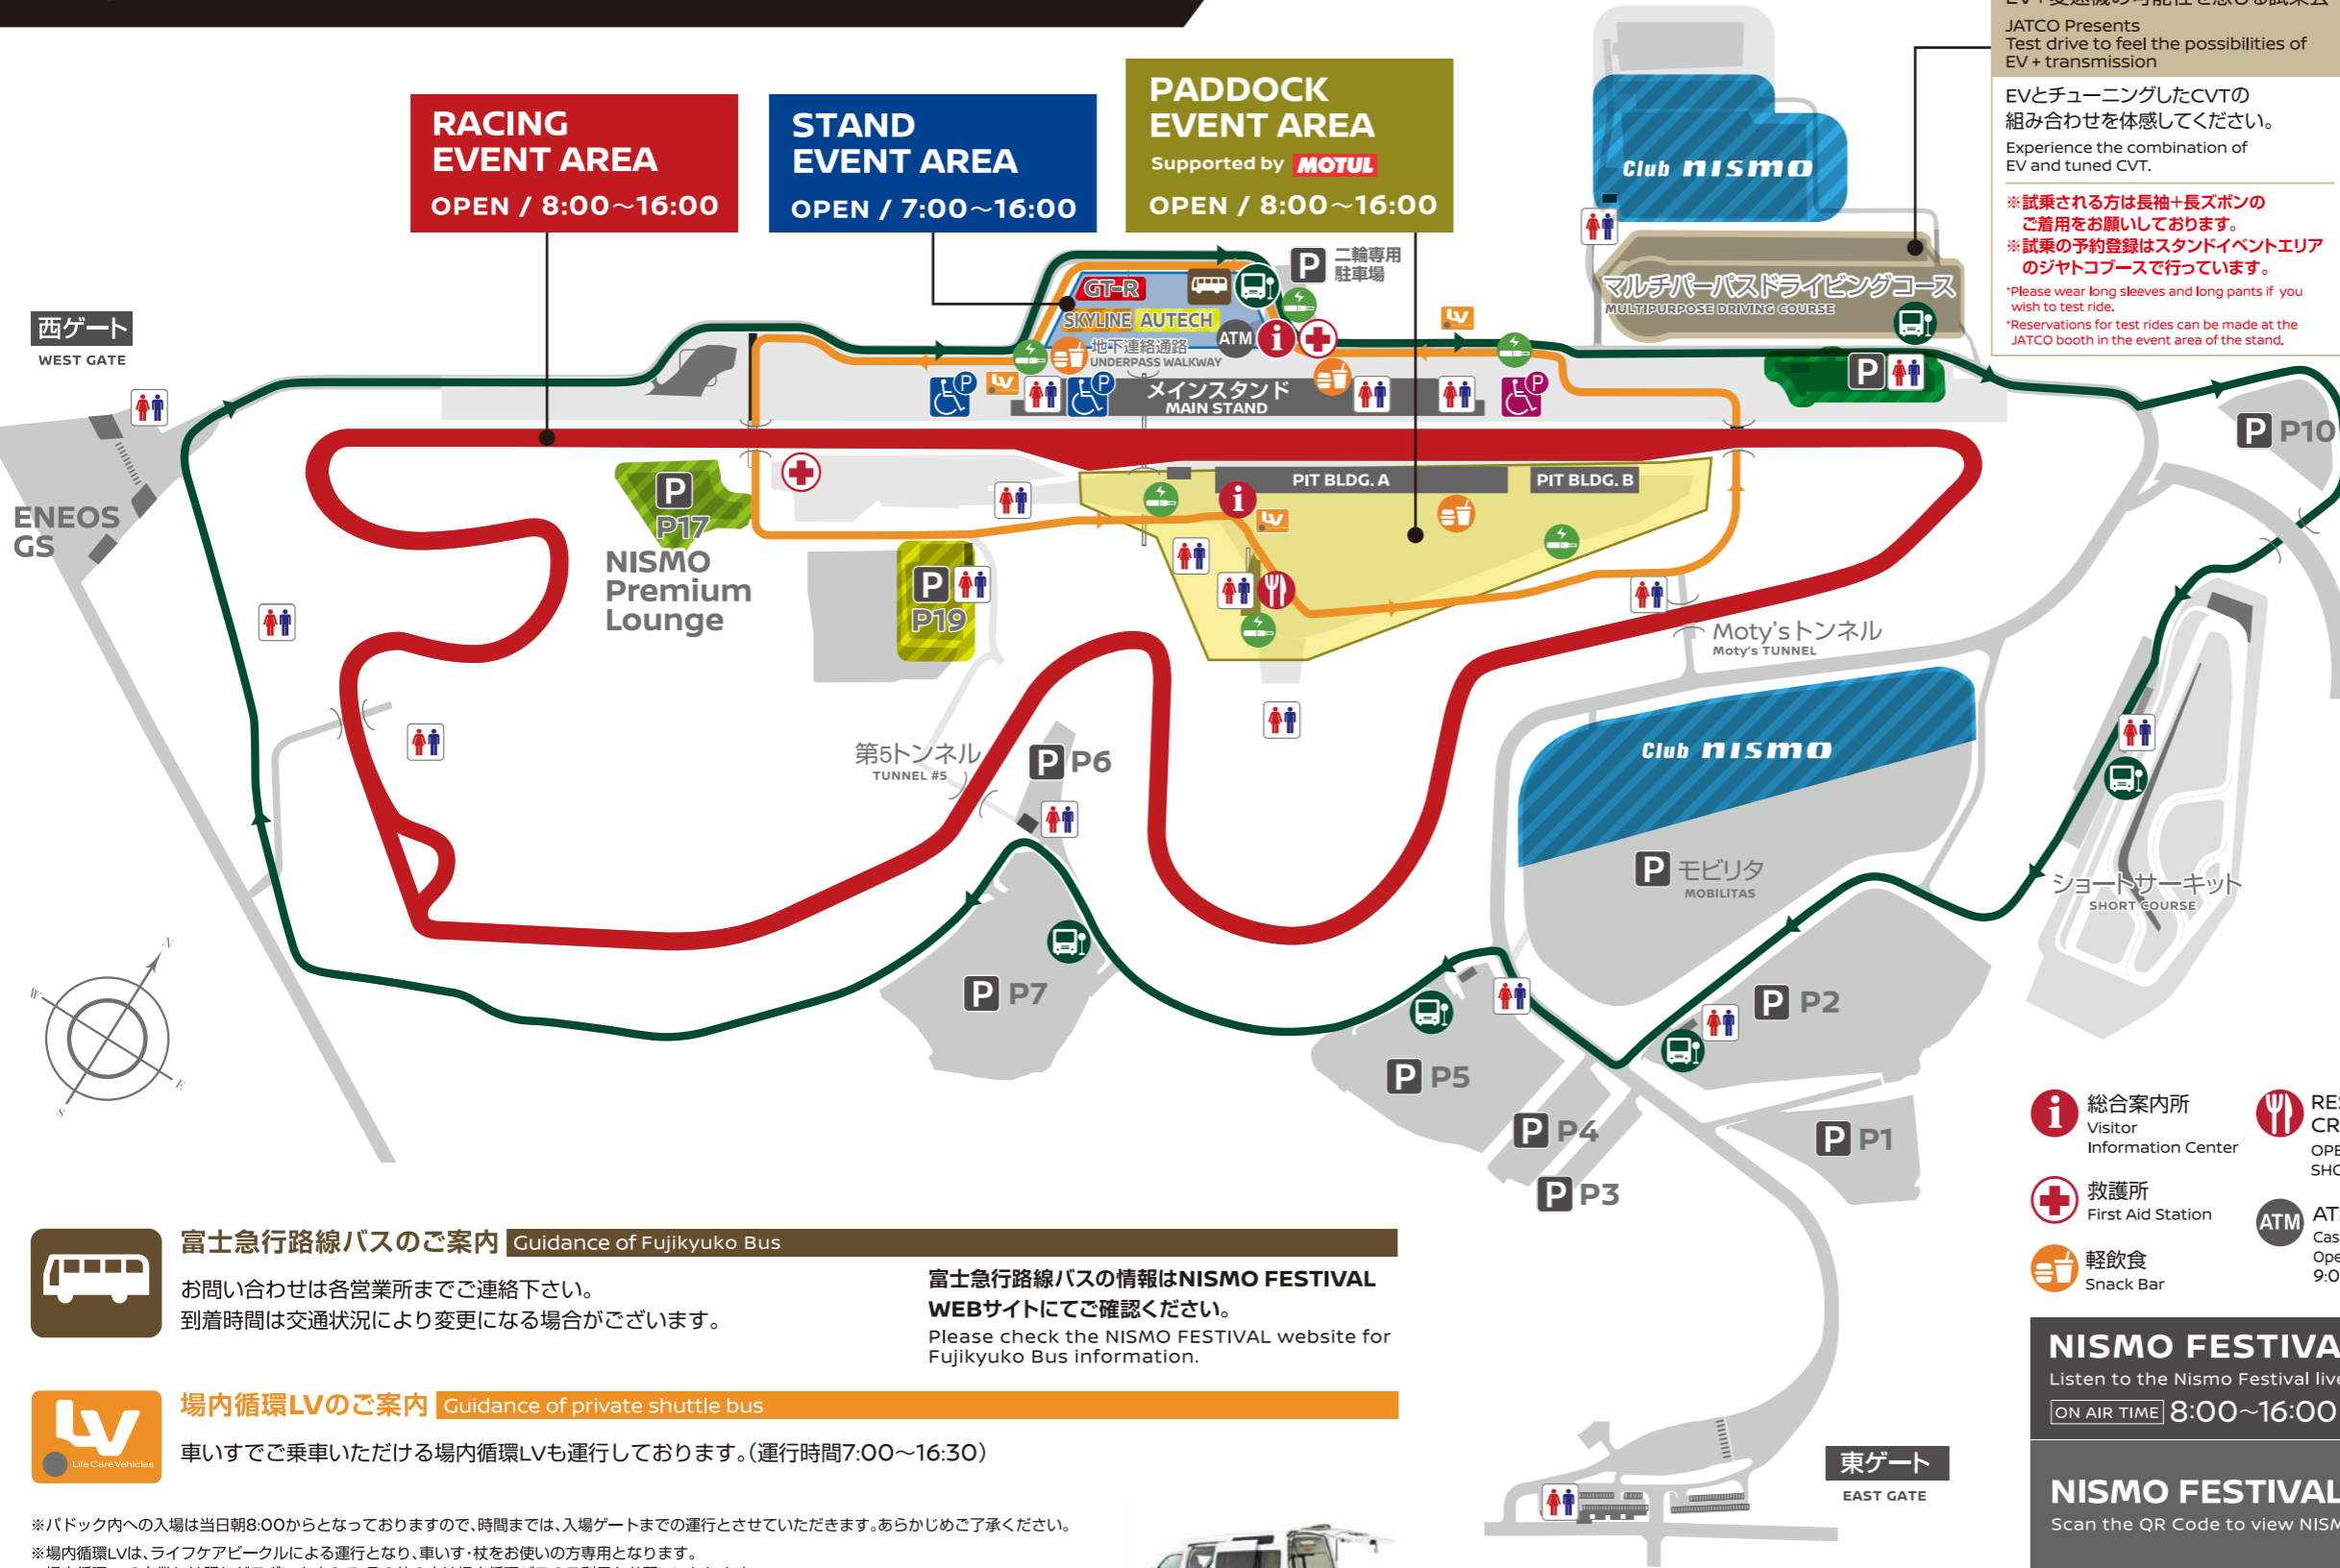 JATCO Presents
Test drive to feel the possibilities of
EV + transmission
EVとチューニングしたCVTの
組み合わせを体感してください。
Experience the combination of
EV and tuned CVT.
※試乗される方は長袖+長ズボンの
ご着用をお願いしております。
※試乗の予約登録はスタンドイベントエリア
のジヤトコブースで行っています。
*Please wear long sleeves and long pants if you
wish to test ride.
*Reservations for test rides can be made at the
JATCO booth in the event area of the stand.
RACING
EVENT AREA
OPEN / 8:00～16:00
STAND
EVENT AREA
OPEN / 7:00～16:00
PADDOCK
EVENT AREA
Supported by MOTUL
OPEN / 8:00～16:00
Club nismo
P 二輪専用
駐車場
GT-R
SKYLINE AUTECH
ATM
地下連絡通路
UNDERPASS WALKWAY
LV
マルチパーパスドライビングコース
MULTIPURPOSE DRIVING COURSE
西ゲート
WEST GATE
P
P
LV
P
メインスタンド
MAIN STAND
P
P P10
ENEOS
GS
P
P17
NISMO
Premium
Lounge
PIT BLDG. A
PIT BLDG. B
LV
P
P19
Moty'sトンネル
Moty's TUNNEL
第5トンネル
TUNNEL #5
P P6
Club nismo
P モビリタ
MOBILITAS
ショートサーキット
SHORT COURSE
N
W
E
S
P P7
P P2
P P5
P P4
P P1
P P3
総合案内所
Visitor
Information Center
救護所
First Aid Station
ATM
軽飲食
Snack Bar
富士急行路線バスのご案内 Guidance of Fujikyuko Bus
お問い合わせは各営業所までご連絡下さい。
到着時間は交通状況により変更になる場合がございます。
富士急行路線バスの情報はNISMO FESTIVAL
WEBサイトにてご確認ください。
Please check the NISMO FESTIVAL website for
Fujikyuko Bus information.
LV
Life Care Vehicles
場内循環LVのご案内 Guidance of private shuttle bus
車いすでご乗車いただける場内循環LVも運行しております。(運行時間7:00～16:30)
※パドック内への入場は当日朝8:00からとなっておりますので、時間までは、入場ゲートまでの運行とさせていただきます。あらかじめご了承ください。
※場内循環LVは、ライフケアビークルによる運行となり、車いす・杖をお使いの方専用となります。
東ゲート
EAST GATE
NISMO
Listen to the Nismo Festival
ON AIR TIME 8:00～16:00
NISMO FESTIVAL
Scan the QR Code to view